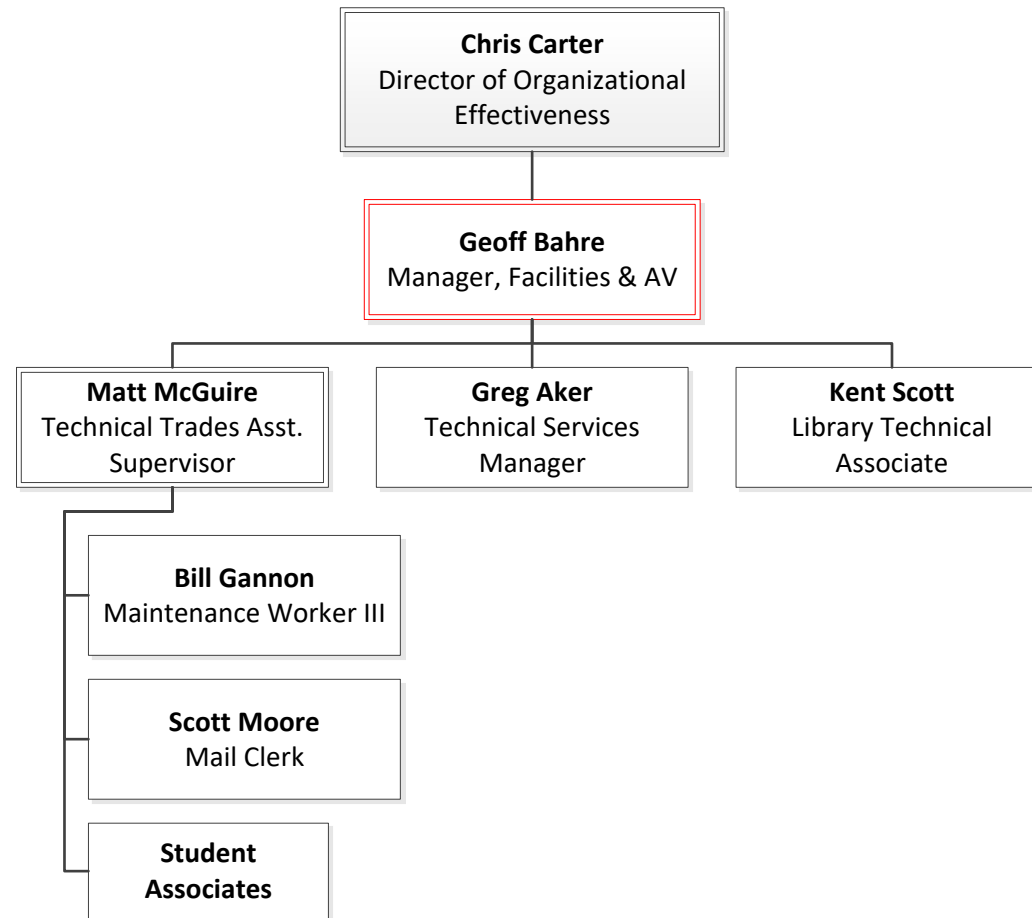 Chris Carter
Director of Organizational
Effectiveness
Geoff Bahre
Manager, Facilities & AV
Matt McGuire
Technical Trades Asst.
Supervisor
Greg Aker
Technical Services
Manager
Kent Scott
Library Technical
Associate
Bill Gannon
Maintenance Worker III
Scott Moore
Mail Clerk
Student
Associates